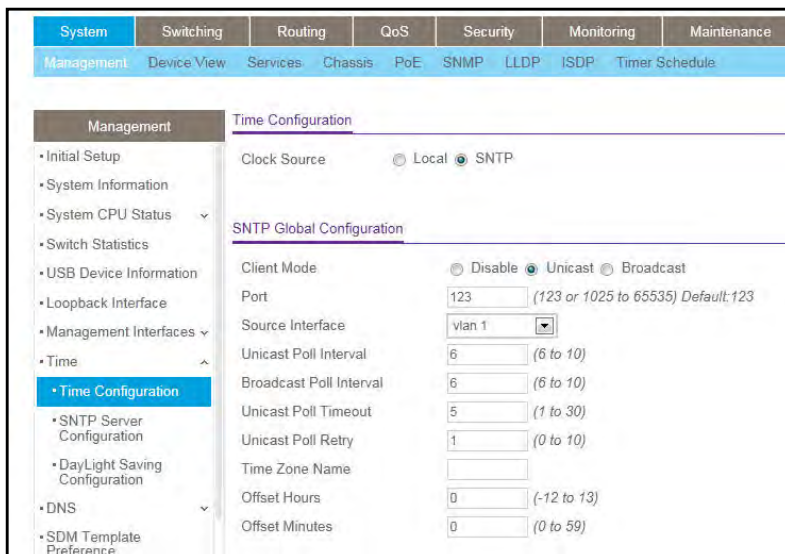 System Switching Routing QoS Security Monitoring Maintenance
Management Device View Services Chassis PoE SNMP LLDP ISDP Timer Schedule
Management
Initial Setup
System Information
System CPU Status
Switch Statistics
USB Device Information
Loopback Interface
Management Interfaces
Time
Time Configuration
SNTP Server
Configuration
DayLight Saving
Configuration
DNS
SDM Template
Preference
Time Configuration
Clock Source Local SNTP
SNTP Global Configuration
Client Mode Disable Unicast Broadcast
Port 123 (123 or 1025 to 65535) Default:123
Source Interface vlan 1
Unicast Poll Interval 6 (6 to 10)
Broadcast Poll Interval 6 (6 to 10)
Unicast Poll Timeout 5 (1 to 30)
Unicast Poll Retry 1 (0 to 10)
Time Zone Name
Offset Hours 0 (-12 to 13)
Offset Minutes 0 (0 to 59)